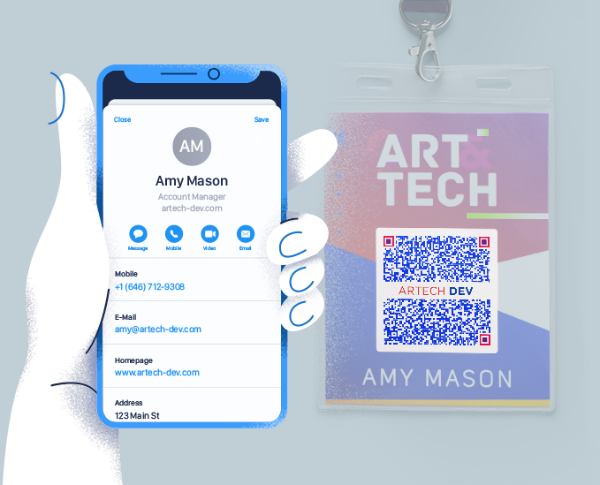 Close
Save
AM
Amy Mason
Account Manager
artech-dev.com
Message
Mobile
Video
Email
Mobile
+1 (646) 712-9308
E-Mail
amy@artech-dev.com
Homepage
www.artech-dev.com
Address
123 Main St
ART&
TECH
ARTECH DEV
AMY MASON